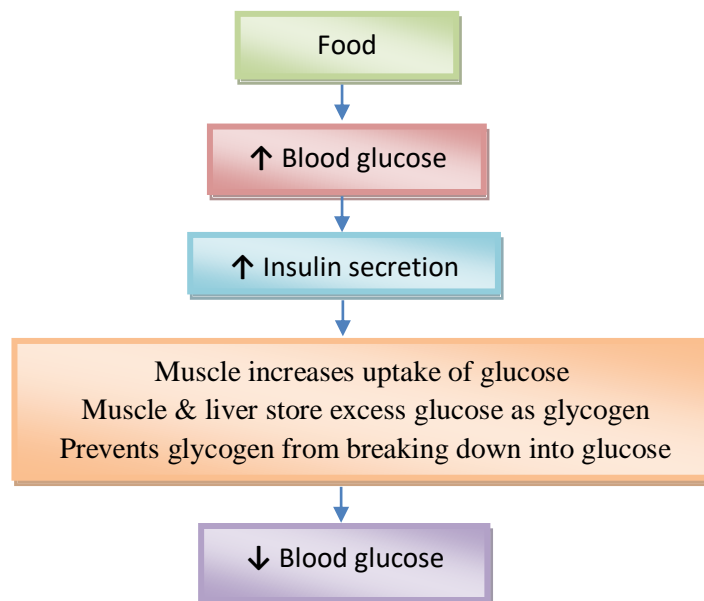 Food
↑ Blood glucose
↑ Insulin secretion
Muscle increases uptake of glucose
Muscle & liver store excess glucose as glycogen
Prevents glycogen from breaking down into glucose
↓ Blood glucose